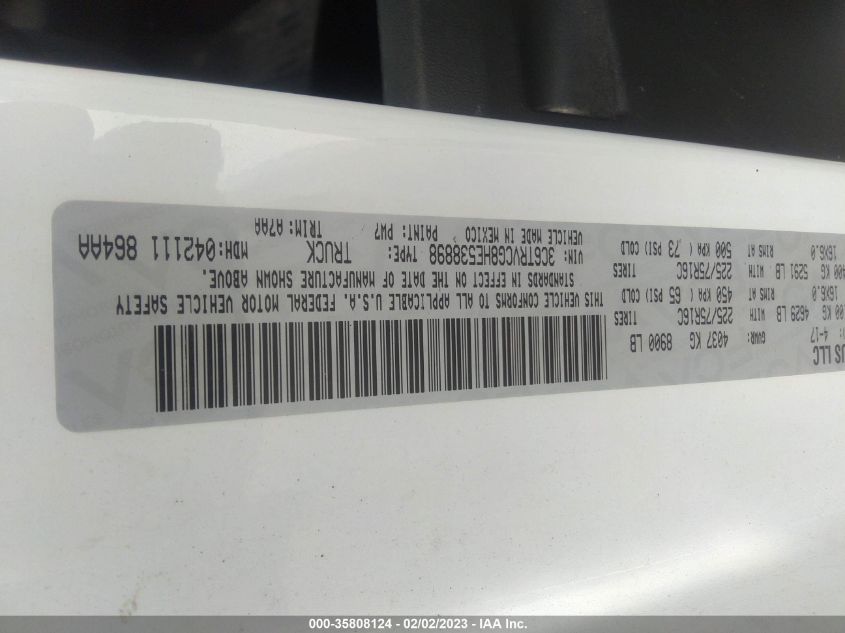 US LLC
: 4-17 GVWR: 4037 KG 8900 LB
00 KG 4629 LB WITH 225/75R16C TIRES
16X6.0 RIMS AT 450 KPA ( 65 PSI) COLD
400 KG 5291 LB WITH 225/75R16C TIRES
16X6.0 RIMS AT 500 KPA ( 73 PSI) COLD
THIS VEHICLE CONFORMS TO ALL APPLICABLE U.S.A. FEDERAL MOTOR VEHICLE SAFETY
STANDARDS IN EFFECT ON THE DATE OF MANUFACTURE SHOWN ABOVE.
VIN: 3C6TRVCG8HE538898 TYPE: TRUCK MDH:042111 864AA
VEHICLE MADE IN MEXICO PAINT: PW7 TRIM:A7AA
000-35808124 - 02/02/2023 - IAA Inc.